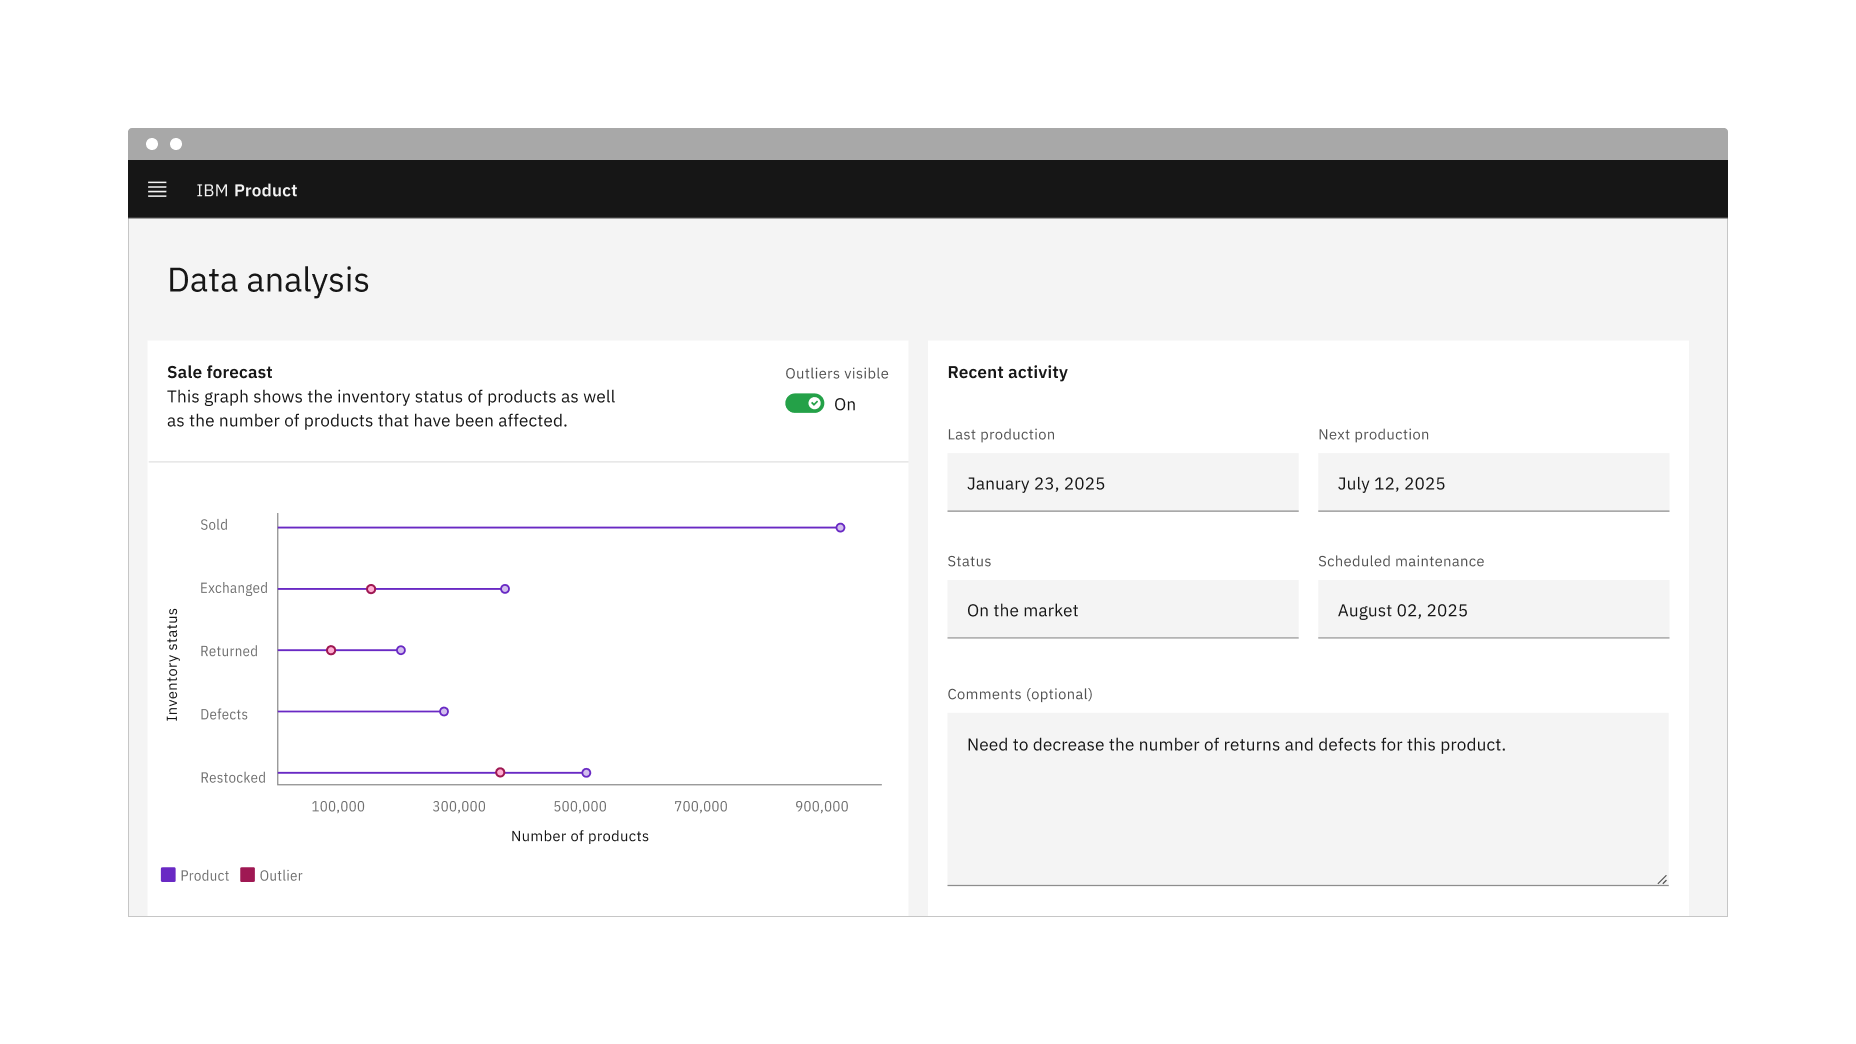 IBM Product
Data analysis
Sale forecast
This graph shows the inventory status of products as well
as the number of products that have been affected.
Outliers visible
On
Inventory status
Sold
Exchanged
Returned
Defects
Restocked
100,000
300,000
500,000
700,000
900,000
Number of products
Product
Outlier
Recent activity
Last production
January 23, 2025
Next production
July 12, 2025
Status
On the market
Scheduled maintenance
August 02, 2025
Comments (optional)
Need to decrease the number of returns and defects for this product.